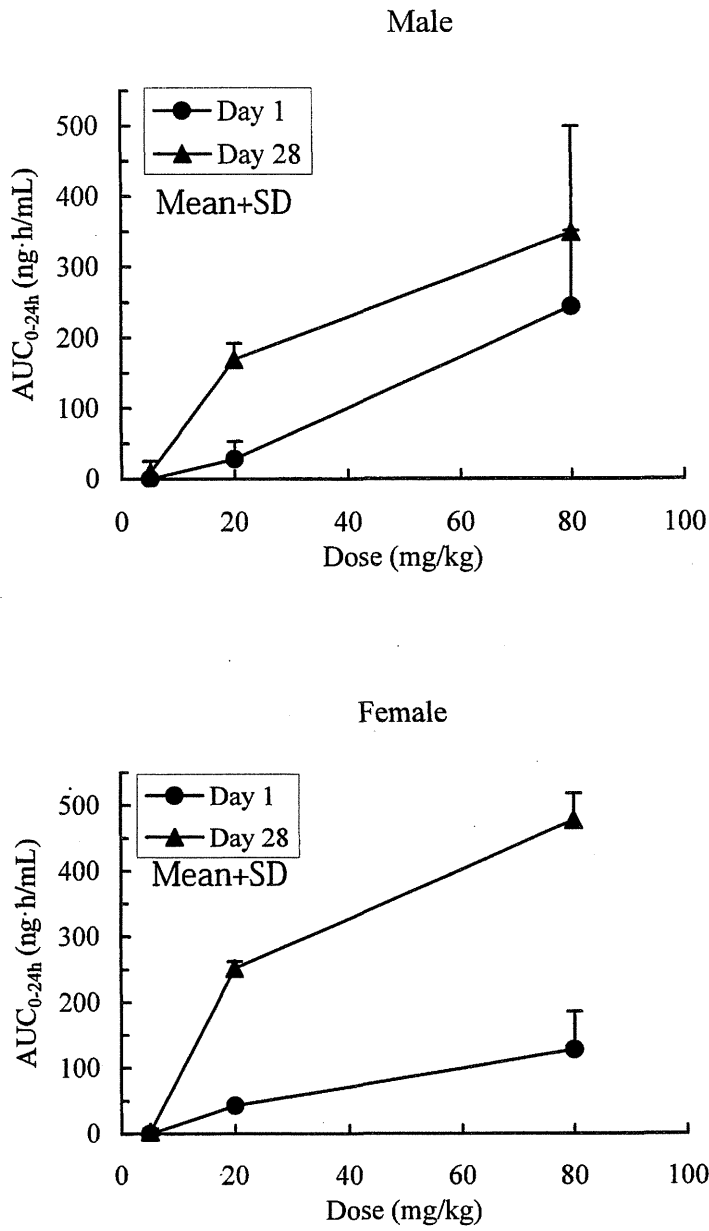 Male
Day 1
Day 28
Mean+SD
AUC0-24h (ng·h/mL)
500
400
300
200
100
0
0 20 40 60 80 100
Dose (mg/kg)
Female
Day 1
Day 28
Mean+SD
AUC0-24h (ng·h/mL)
500
400
300
200
100
0
0 20 40 60 80 100
Dose (mg/kg)